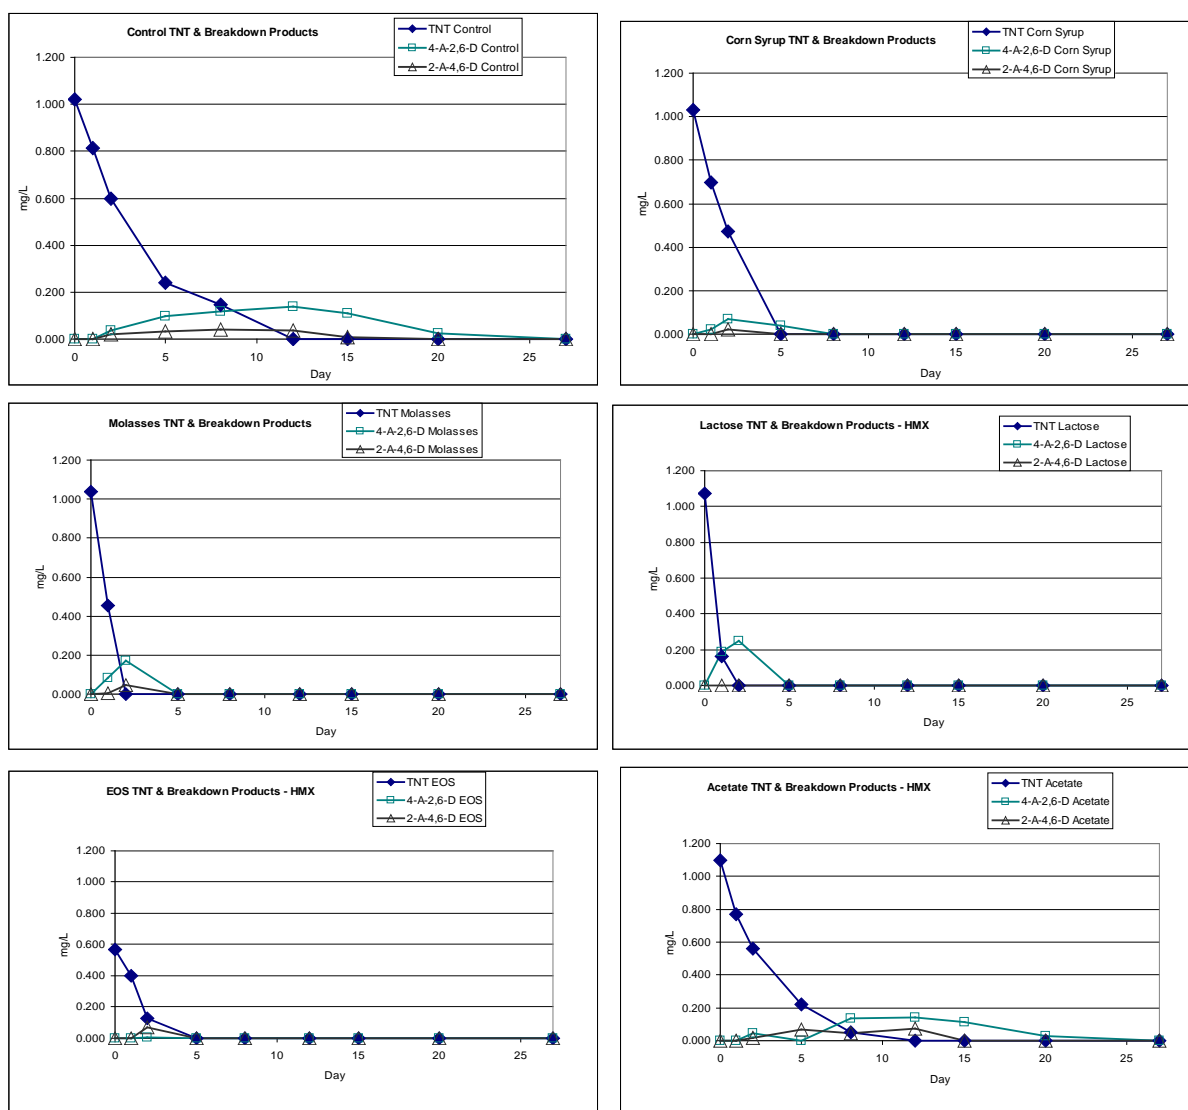 Control TNT & Breakdown Products
TNT Control
4-A-2,6-D Control
2-A-4,6-D Control
1.200
1.000
0.800
0.600
0.400
0.200
0.000
mg/L
0 5 10 15 20 25
Day
Corn Syrup TNT & Breakdown Products
TNT Corn Syrup
4-A-2,6-D Corn Syrup
2-A-4,6-D Corn Syrup
1.200
1.000
0.800
0.600
0.400
0.200
0.000
mg/L
0 5 10 15 20 25
Day
Molasses TNT & Breakdown Products
TNT Molasses
4-A-2,6-D Molasses
2-A-4,6-D Molasses
1.200
1.000
0.800
0.600
0.400
0.200
0.000
mg/L
0 5 10 15 20 25
Day
Lactose TNT & Breakdown Products - HMX
TNT Lactose
4-A-2,6-D Lactose
2-A-4,6-D Lactose
1.200
1.000
0.800
0.600
0.400
0.200
0.000
mg/L
0 5 10 15 20 25
Day
EOS TNT & Breakdown Products - HMX
TNT EOS
4-A-2,6-D EOS
2-A-4,6-D EOS
1.200
1.000
0.800
0.600
0.400
0.200
0.000
mg/L
0 5 10 15 20 25
Day
Acetate TNT & Breakdown Products - HMX
TNT Acetate
4-A-2,6-D Acetate
2-A-4,6-D Acetate
1.200
1.000
0.800
0.600
0.400
0.200
0.000
mg/L
0 5 10 15 20 25
Day